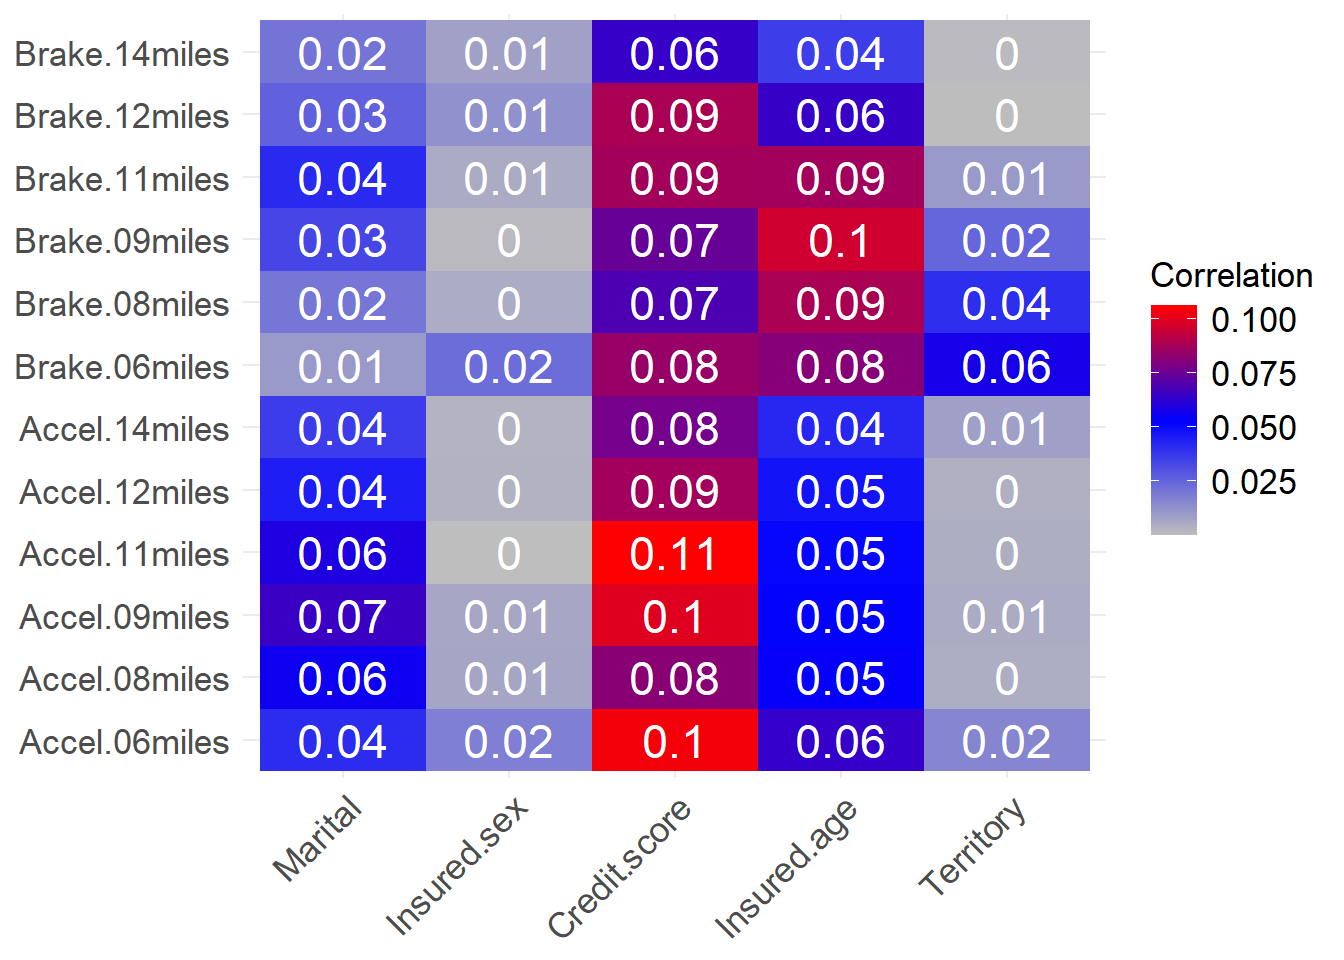 Brake.14miles 0.02 0.01 0.06 0.04 0
Brake.12miles 0.03 0.01 0.09 0.06 0
Brake.11miles 0.04 0.01 0.09 0.09 0.01
Brake.09miles 0.03 0 0.07 0.1 0.02
Brake.08miles 0.02 0 0.07 0.09 0.04
Brake.06miles 0.01 0.02 0.08 0.08 0.06
Accel.14miles 0.04 0 0.08 0.04 0.01
Accel.12miles 0.04 0 0.09 0.05 0
Accel.11miles 0.06 0 0.11 0.05 0
Accel.09miles 0.07 0.01 0.1 0.05 0.01
Accel.08miles 0.06 0.01 0.08 0.05 0
Accel.06miles 0.04 0.02 0.1 0.06 0.02
Marital
Insured.sex
Credit.score
Insured.age
Territory
Correlation
0.100
0.075
0.050
0.025